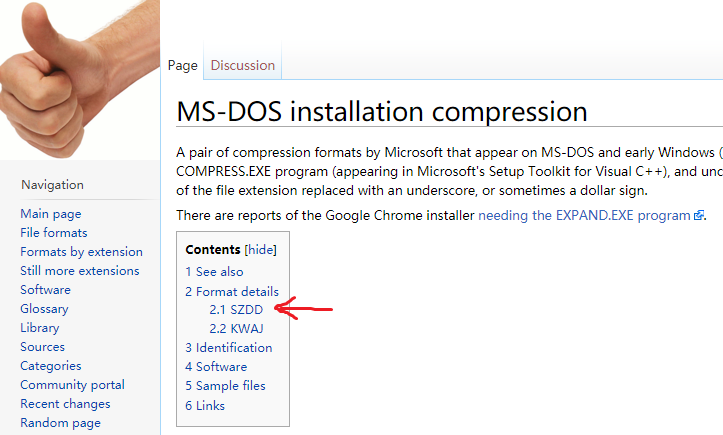 Page
Discussion
MS-DOS installation compression
A pair of compression formats by Microsoft that appear on MS-DOS and early Windows (
COMPRESS.EXE program (appearing in Microsoft's Setup Toolkit for Visual C++), and unc
of the file extension replaced with an underscore, or sometimes a dollar sign.
There are reports of the Google Chrome installer needing the EXPAND.EXE program.
Contents [hide]
1 See also
2 Format details
2.1 SZDD
2.2 KWAJ
3 Identification
4 Software
5 Sample files
6 Links
Navigation
Main page
File formats
Formats by extension
Still more extensions
Software
Glossary
Library
Sources
Categories
Community portal
Recent changes
Random page